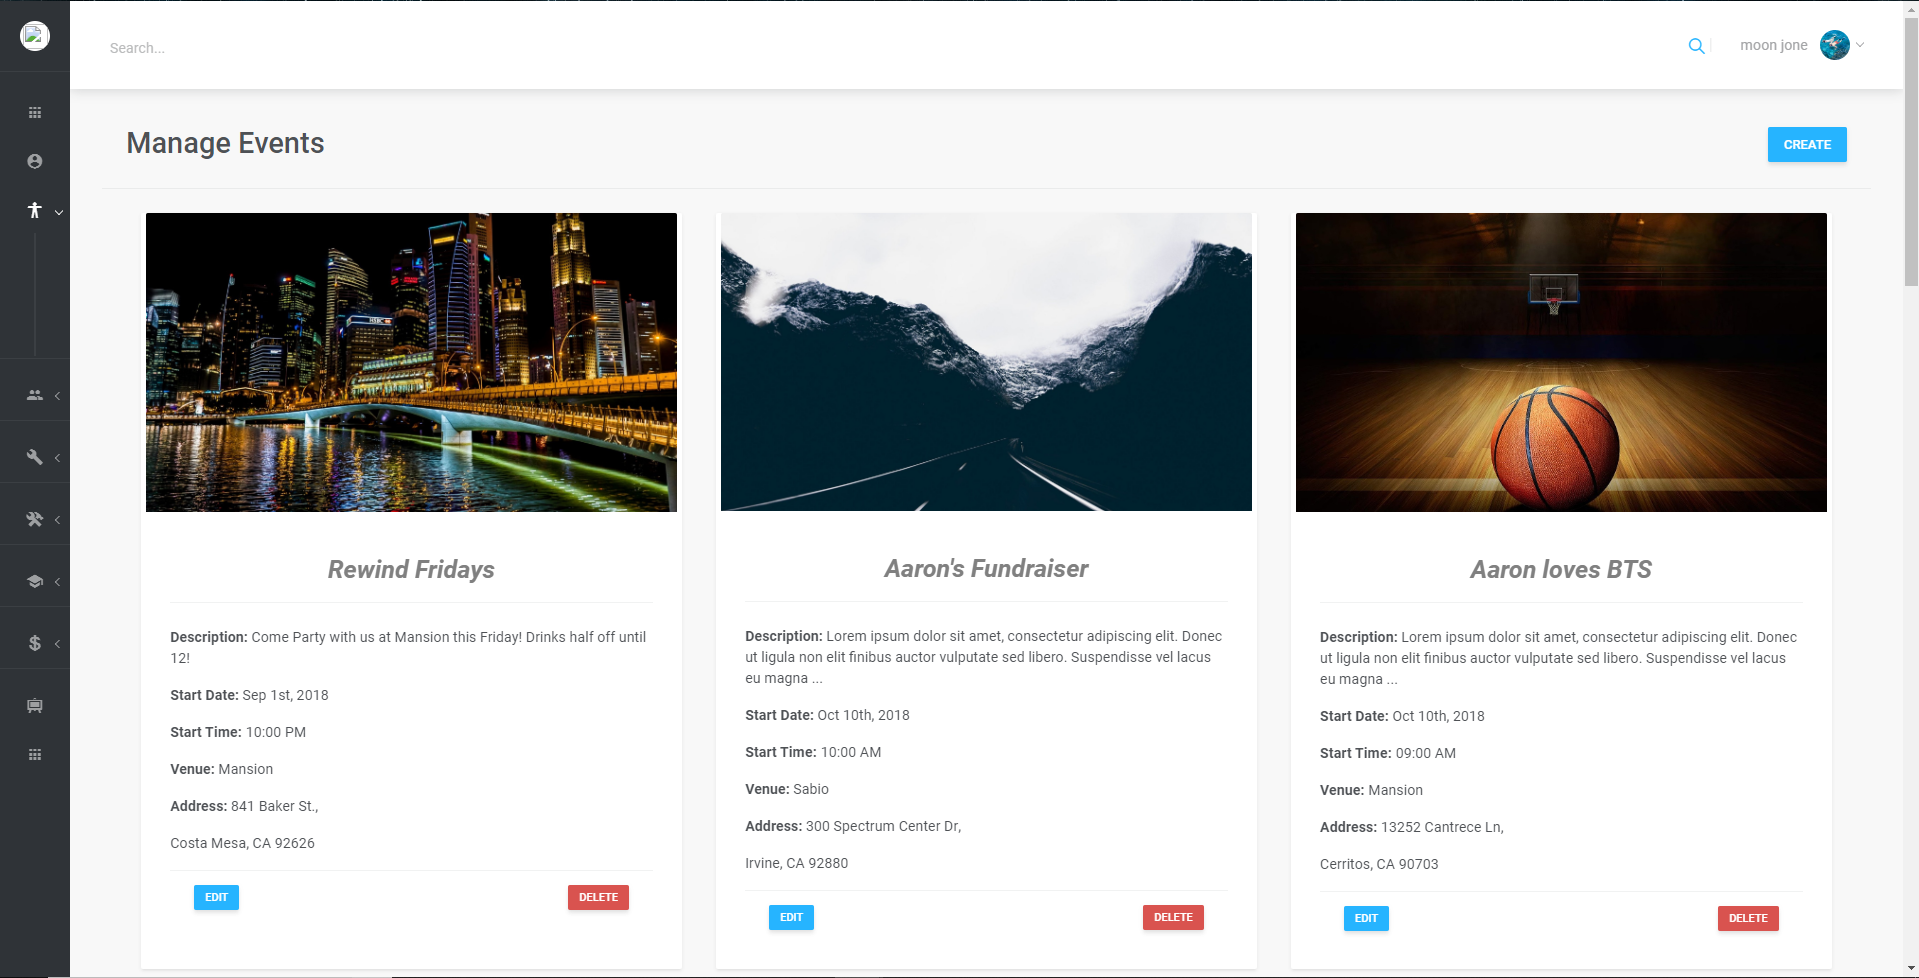 Search...
moon jone
Manage Events
CREATE
Rewind Fridays
Description: Come Party with us at Mansion this Friday! Drinks half off until
12!
Start Date: Sep 1st, 2018
Start Time: 10:00 PM
Venue: Mansion
Address: 841 Baker St.,
Costa Mesa, CA 92626
EDIT
DELETE
Aaron's Fundraiser
Description: Lorem ipsum dolor sit amet, consectetur adipiscing elit. Donec
ut ligula non elit finibus auctor vulputate sed libero. Suspendisse vel lacus
eu magna ...
Start Date: Oct 10th, 2018
Start Time: 10:00 AM
Venue: Sabio
Address: 300 Spectrum Center Dr,
Irvine, CA 92880
EDIT
DELETE
Aaron loves BTS
Description: Lorem ipsum dolor sit amet, consectetur adipiscing elit. Donec
ut ligula non elit finibus auctor vulputate sed libero. Suspendisse vel lacus
eu magna ...
Start Date: Oct 10th, 2018
Start Time: 09:00 AM
Venue: Mansion
Address: 13252 Cantrece Ln,
Cerritos, CA 90703
EDIT
DELETE